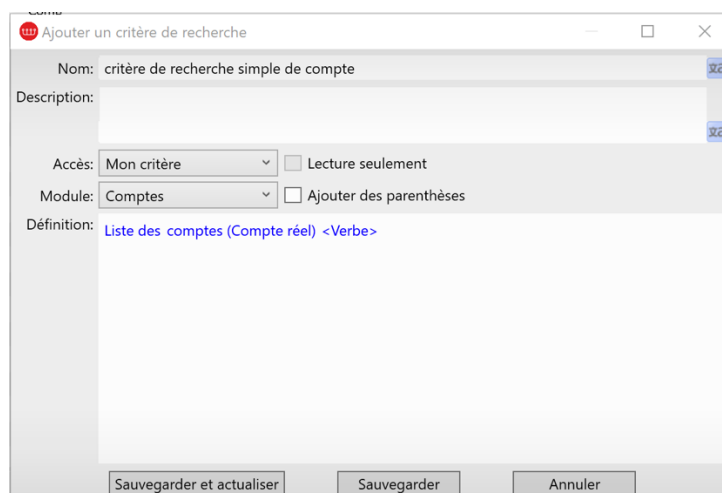 Ajouter un critère de recherche
Nom: critère de recherche simple de compte
Description:
Accès: Mon critère Lecture seulement
Module: Comptes Ajouter des parenthèses
Définition: Liste des comptes (Compte réel) <Verbe>
Sauvegarder et actualiser Sauvegarder Annuler